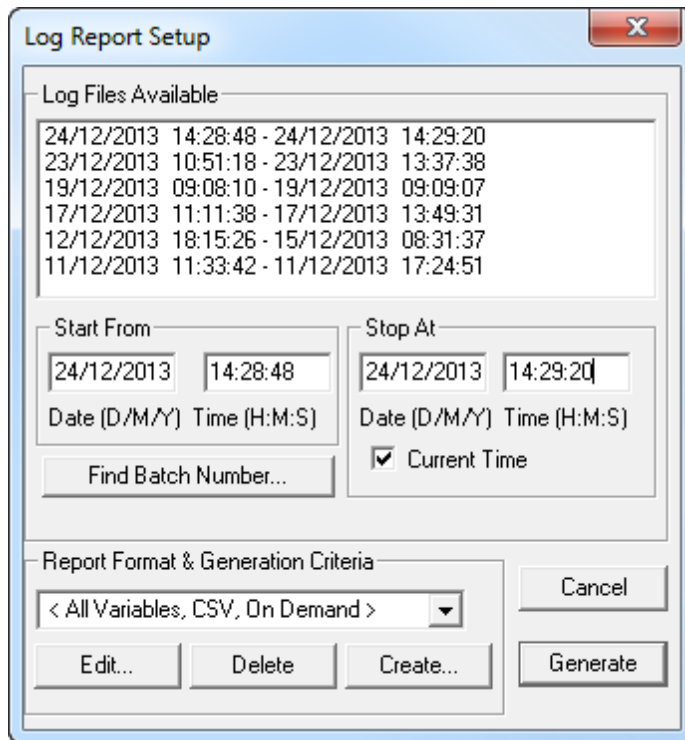 Log Report Setup
Log Files Available
24/12/2013 14:28:48 - 24/12/2013 14:29:20
23/12/2013 10:51:18 - 23/12/2013 13:37:38
19/12/2013 09:08:10 - 19/12/2013 09:09:07
17/12/2013 11:11:38 - 17/12/2013 13:49:31
12/12/2013 18:15:26 - 15/12/2013 08:31:37
11/12/2013 11:33:42 - 11/12/2013 17:24:51
Start From
24/12/2013 14:28:48
Date (D/M/Y) Time (H:M:S)
Find Batch Number...
Stop At
24/12/2013 14:29:20
Date (D/M/Y) Time (H:M:S)
Current Time
Report Format & Generation Criteria
< All Variables, CSV, On Demand >
Edit... Delete Create...
Cancel
Generate